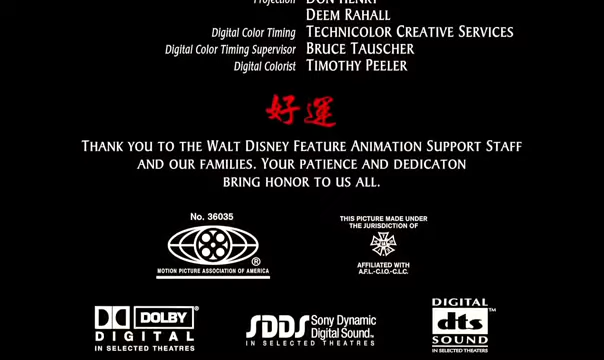 Projection DON HENRY
DEEM RAHALL
Digital Color Timing TECHNICOLOR CREATIVE SERVICES
Digital Color Timing Supervisor BRUCE TAUSCHER
Digital Colorist TIMOTHY PEELER
好運
THANK YOU TO THE WALT DISNEY FEATURE ANIMATION SUPPORT STAFF
AND OUR FAMILIES. YOUR PATIENCE AND DEDICATON
BRING HONOR TO US ALL.
No. 36035
®
MOTION PICTURE ASSOCIATION OF AMERICA
THIS PICTURE MADE UNDER
THE JURISDICTION OF
AFFILIATED WITH
A.F.L.-C.I.O.-C.L.C.
DOLBY
DIGITAL
IN SELECTED THEATRES
SDDS Sony Dynamic
Digital Sound™
IN SELECTED THEATRES
DIGITAL
dts™
SOUND
IN SELECTED THEATERS